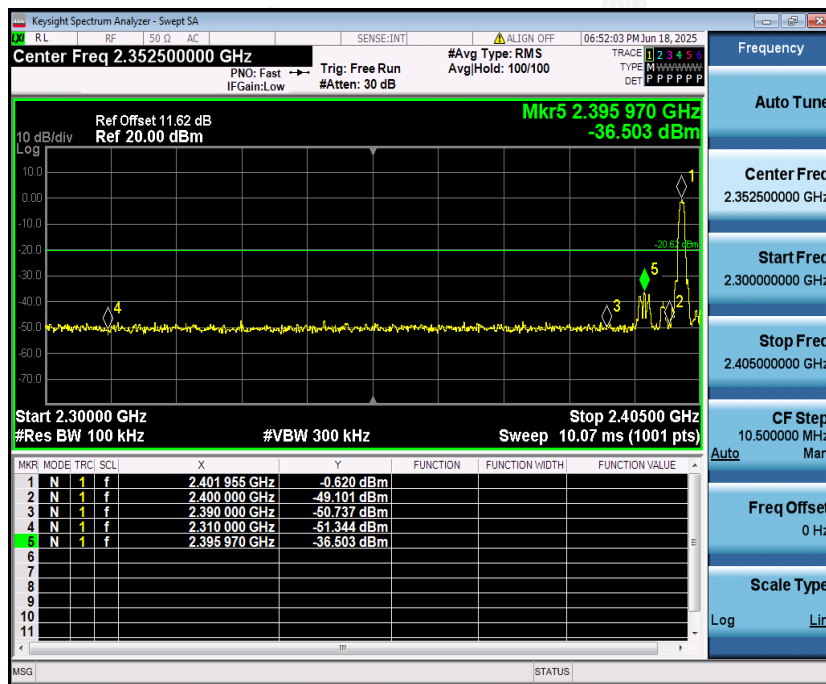 Keysight Spectrum Analyzer - Swept SA
LXI RL RF 50 Ω AC SENSE:INT ALIGN OFF 06:52:03 PM Jun 18, 2025
Center Freq 2.352500000 GHz
PNO: Fast
IFGain:Low
Trig: Free Run
#Atten: 30 dB
#Avg Type: RMS
Avg|Hold: 100/100
TRACE 1 2 3 4 5 6
TYPE M WWWWW
DET P P P P P P
Mkr5 2.395 970 GHz
-36.503 dBm
Ref Offset 11.62 dB
10 dB/div Ref 20.00 dBm
Log
10.0
0.00
-10.0
-20.0
-30.0
-40.0
-50.0
-60.0
-70.0
1
-20.62 dBm
5
4
3
2
Start 2.30000 GHz Stop 2.40500 GHz
#Res BW 100 kHz #VBW 300 kHz Sweep 10.07 ms (1001 pts)
MKR MODE TRC SCL X Y FUNCTION FUNCTION WIDTH FUNCTION VALUE
1 N 1 f 2.401 955 GHz -0.620 dBm
2 N 1 f 2.400 000 GHz -49.101 dBm
3 N 1 f 2.390 000 GHz -50.737 dBm
4 N 1 f 2.310 000 GHz -51.344 dBm
5 N 1 f 2.395 970 GHz -36.503 dBm
6
7
8
9
10
11
MSG STATUS
Frequency
Auto Tune
Center Freq
2.352500000 GHz
Start Freq
2.300000000 GHz
Stop Freq
2.405000000 GHz
CF Step
10.500000 MHz
Auto Man
Freq Offset
0 Hz
Scale Type
Log Lin